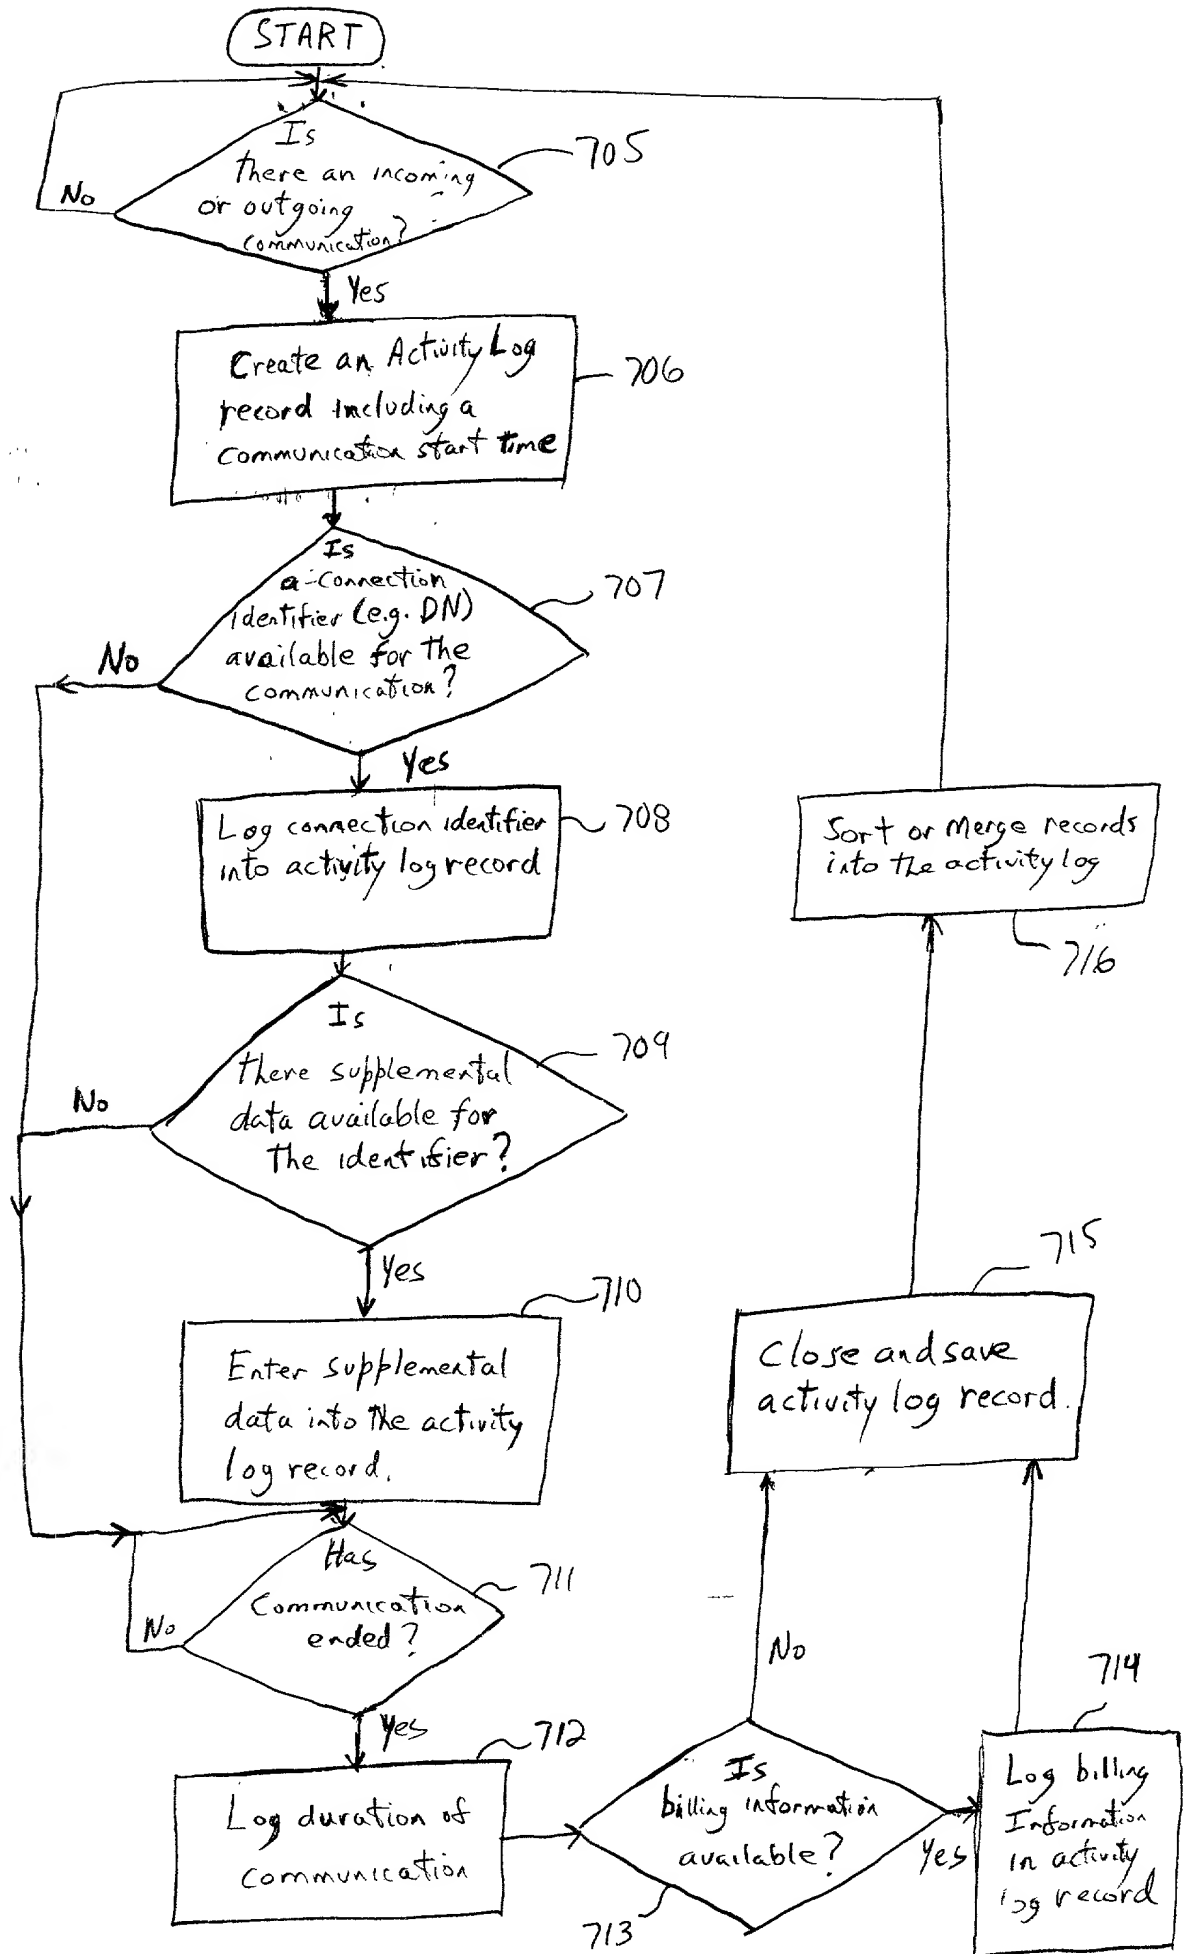 START
Is
there an incoming
or outgoing
communication?
705
No
Yes
Create an Activity Log
record including a
communication start time
706
Is
a connection
identifier (e.g. DN)
available for the
communication?
707
No
Yes
Log connection identifier
into activity log record
708
Is
there supplemental
data available for
the identifier?
709
No
Yes
710
Enter supplemental
data into the activity
log record.
Has
communication
ended?
711
No
Yes
712
Log duration of
communication
Is
billing information
available?
713
No
Yes
714
Log billing
Information
in activity
log record
715
Close and save
activity log record.
Sort or merge records
into the activity log
716